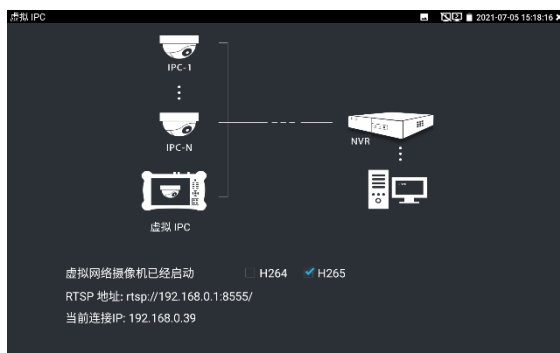 虚拟 IPC
2021-07-05 15:18:16
IPC-1
IPC-N
NVR
虚拟 IPC
虚拟网络摄像机已经启动 H264 H265
RTSP 地址: rtsp://192.168.0.1:8555/
当前连接IP: 192.168.0.39